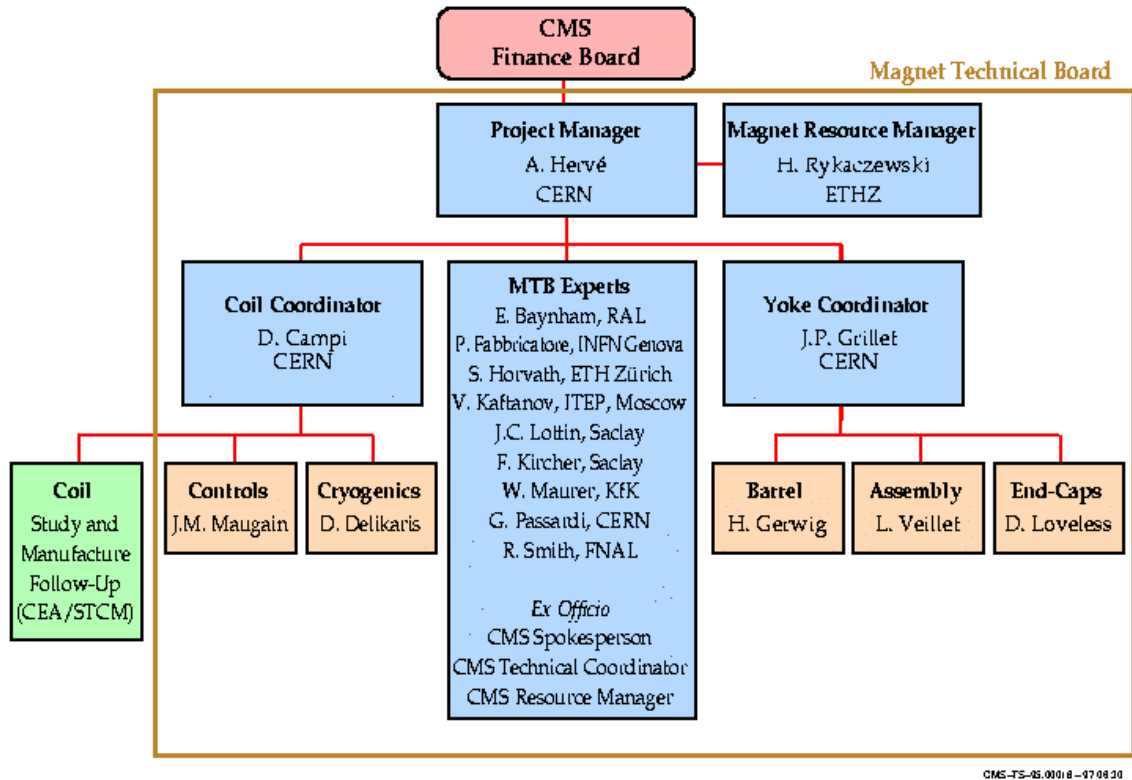 CMS
Finance Board
Magnet Technical Board
Project Manager
A. Hervé
CERN
Magnet Resource Manager
H. Rykaczewski
ETHZ
Coil Coordinator
D. Campi
CERN
MTB Experts
E. Baynham, RAL
P. Fabbricatore, INFN Genova
S. Horvath, ETH Zürich
V. Kaftanov, ITEP, Moscow
J.C. Lottin, Saclay
F. Kircher, Saclay
W. Maurer, KfK
G. Passardi, CERN
R. Smith, FNAL
Ex Officio
CMS Spokesperson
CMS Technical Coordinator
CMS Resource Manager
Yoke Coordinator
J.P. Grillet
CERN
Coil
Study and
Manufacture
Follow-Up
(CEA/STCM)
Controls
J.M. Maugain
Cryogenics
D. Delikaris
Barrel
H. Gerwig
Assembly
L. Veillet
End-Caps
D. Loveless